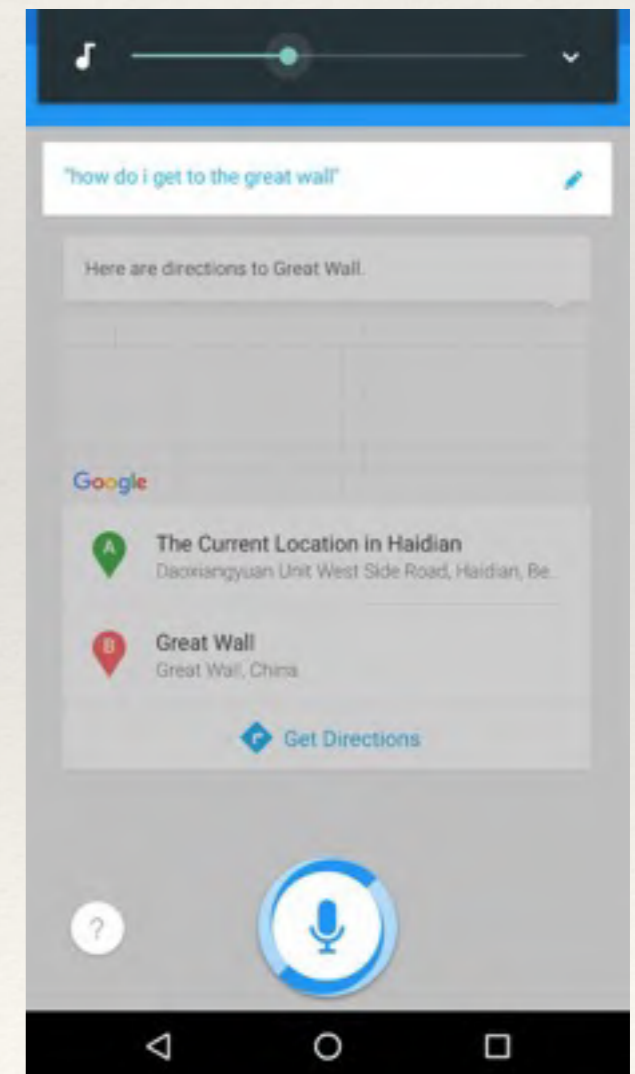 "how do i get to the great wall"
Here are directions to Great Wall.
Google
A
The Current Location in Haidian
Daoxiangyuan Unit West Side Road, Haidian, Be...
B
Great Wall
Great Wall, China
Get Directions
?